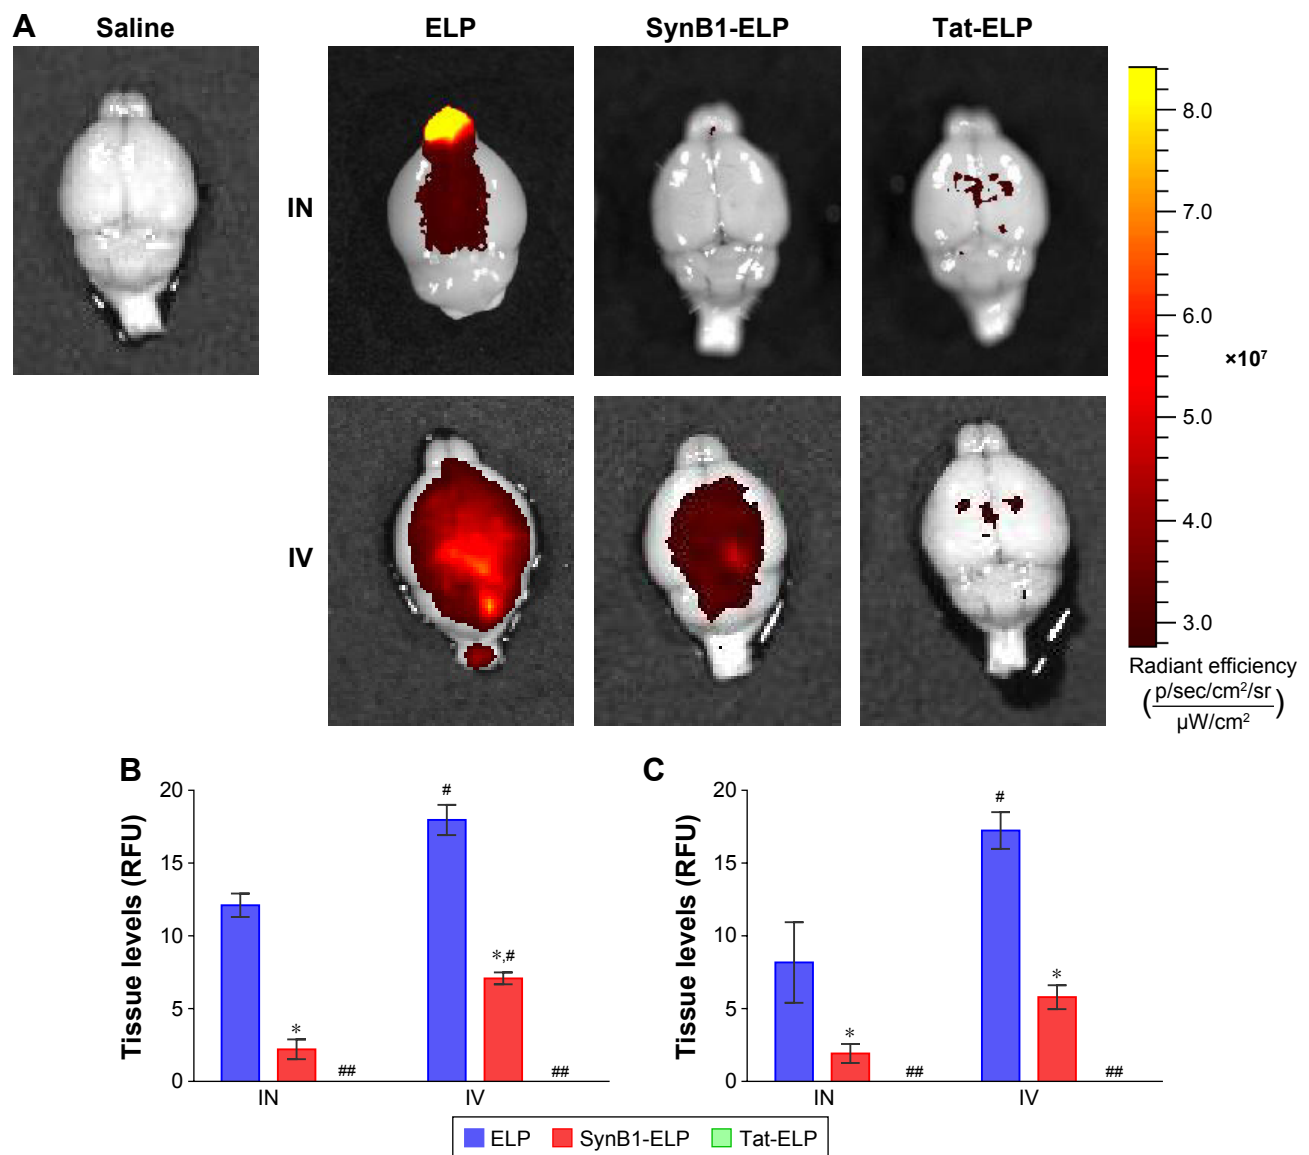 A
Saline
ELP
SynB1-ELP
Tat-ELP
IN
IV
8.0
7.0
6.0
×10⁷
5.0
4.0
3.0
Radiant efficiency
(p/sec/cm²/sr
μW/cm²)
B
Tissue levels (RFU)
20
15
10
5
0
*
##
#
*,#
##
IN
IV
C
Tissue levels (RFU)
20
15
10
5
0
*
##
#
*
##
IN
IV
ELP SynB1-ELP Tat-ELP